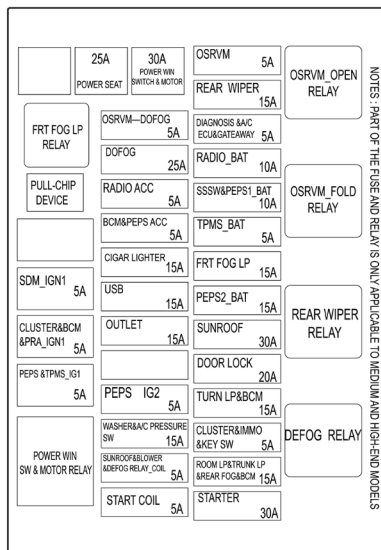 25A
POWER SEAT
30A
POWER WIN
SWITCH & MOTOR
FRT FOG LP
RELAY
PULL-CHIP
DEVICE
SDM_IGN1
5A
CLUSTER&BCM
&PRA_IGN1 5A
PEPS &TPMS_IG1
5A
POWER WIN
SW & MOTOR RELAY
OSRVM—DOFOG
5A
DOFOG
25A
RADIO ACC
5A
BCM&PEPS ACC
5A
CIGAR LIGHTER
15A
USB
15A
OUTLET
15A
PEPS IG2
5A
WASHER&A/C PRESSURE
SW 15A
SUNROOF&BLOWER
&DEFOG RELAY_COIL 5A
START COIL
5A
OSRVM
5A
REAR WIPER
15A
DIAGNOSIS &A/C
ECU&GATEAWAY 5A
RADIO_BAT
10A
SSSW&PEPS1_BAT
10A
TPMS_BAT
5A
FRT FOG LP
15A
PEPS2_BAT
15A
SUNROOF
30A
DOOR LOCK
20A
TURN LP&BCM
15A
CLUSTER&IMMO
&KEY SW 5A
ROOM LP&TRUNK LP
&REAR FOG&BCM 15A
STARTER
30A
OSRVM_OPEN
RELAY
OSRVM_FOLD
RELAY
REAR WIPER
RELAY
DEFOG RELAY
NOTES : PART OF THE FUSE AND RELAY IS ONLY APPLICABLE TO MEDIUM AND HIGH-END MODELS